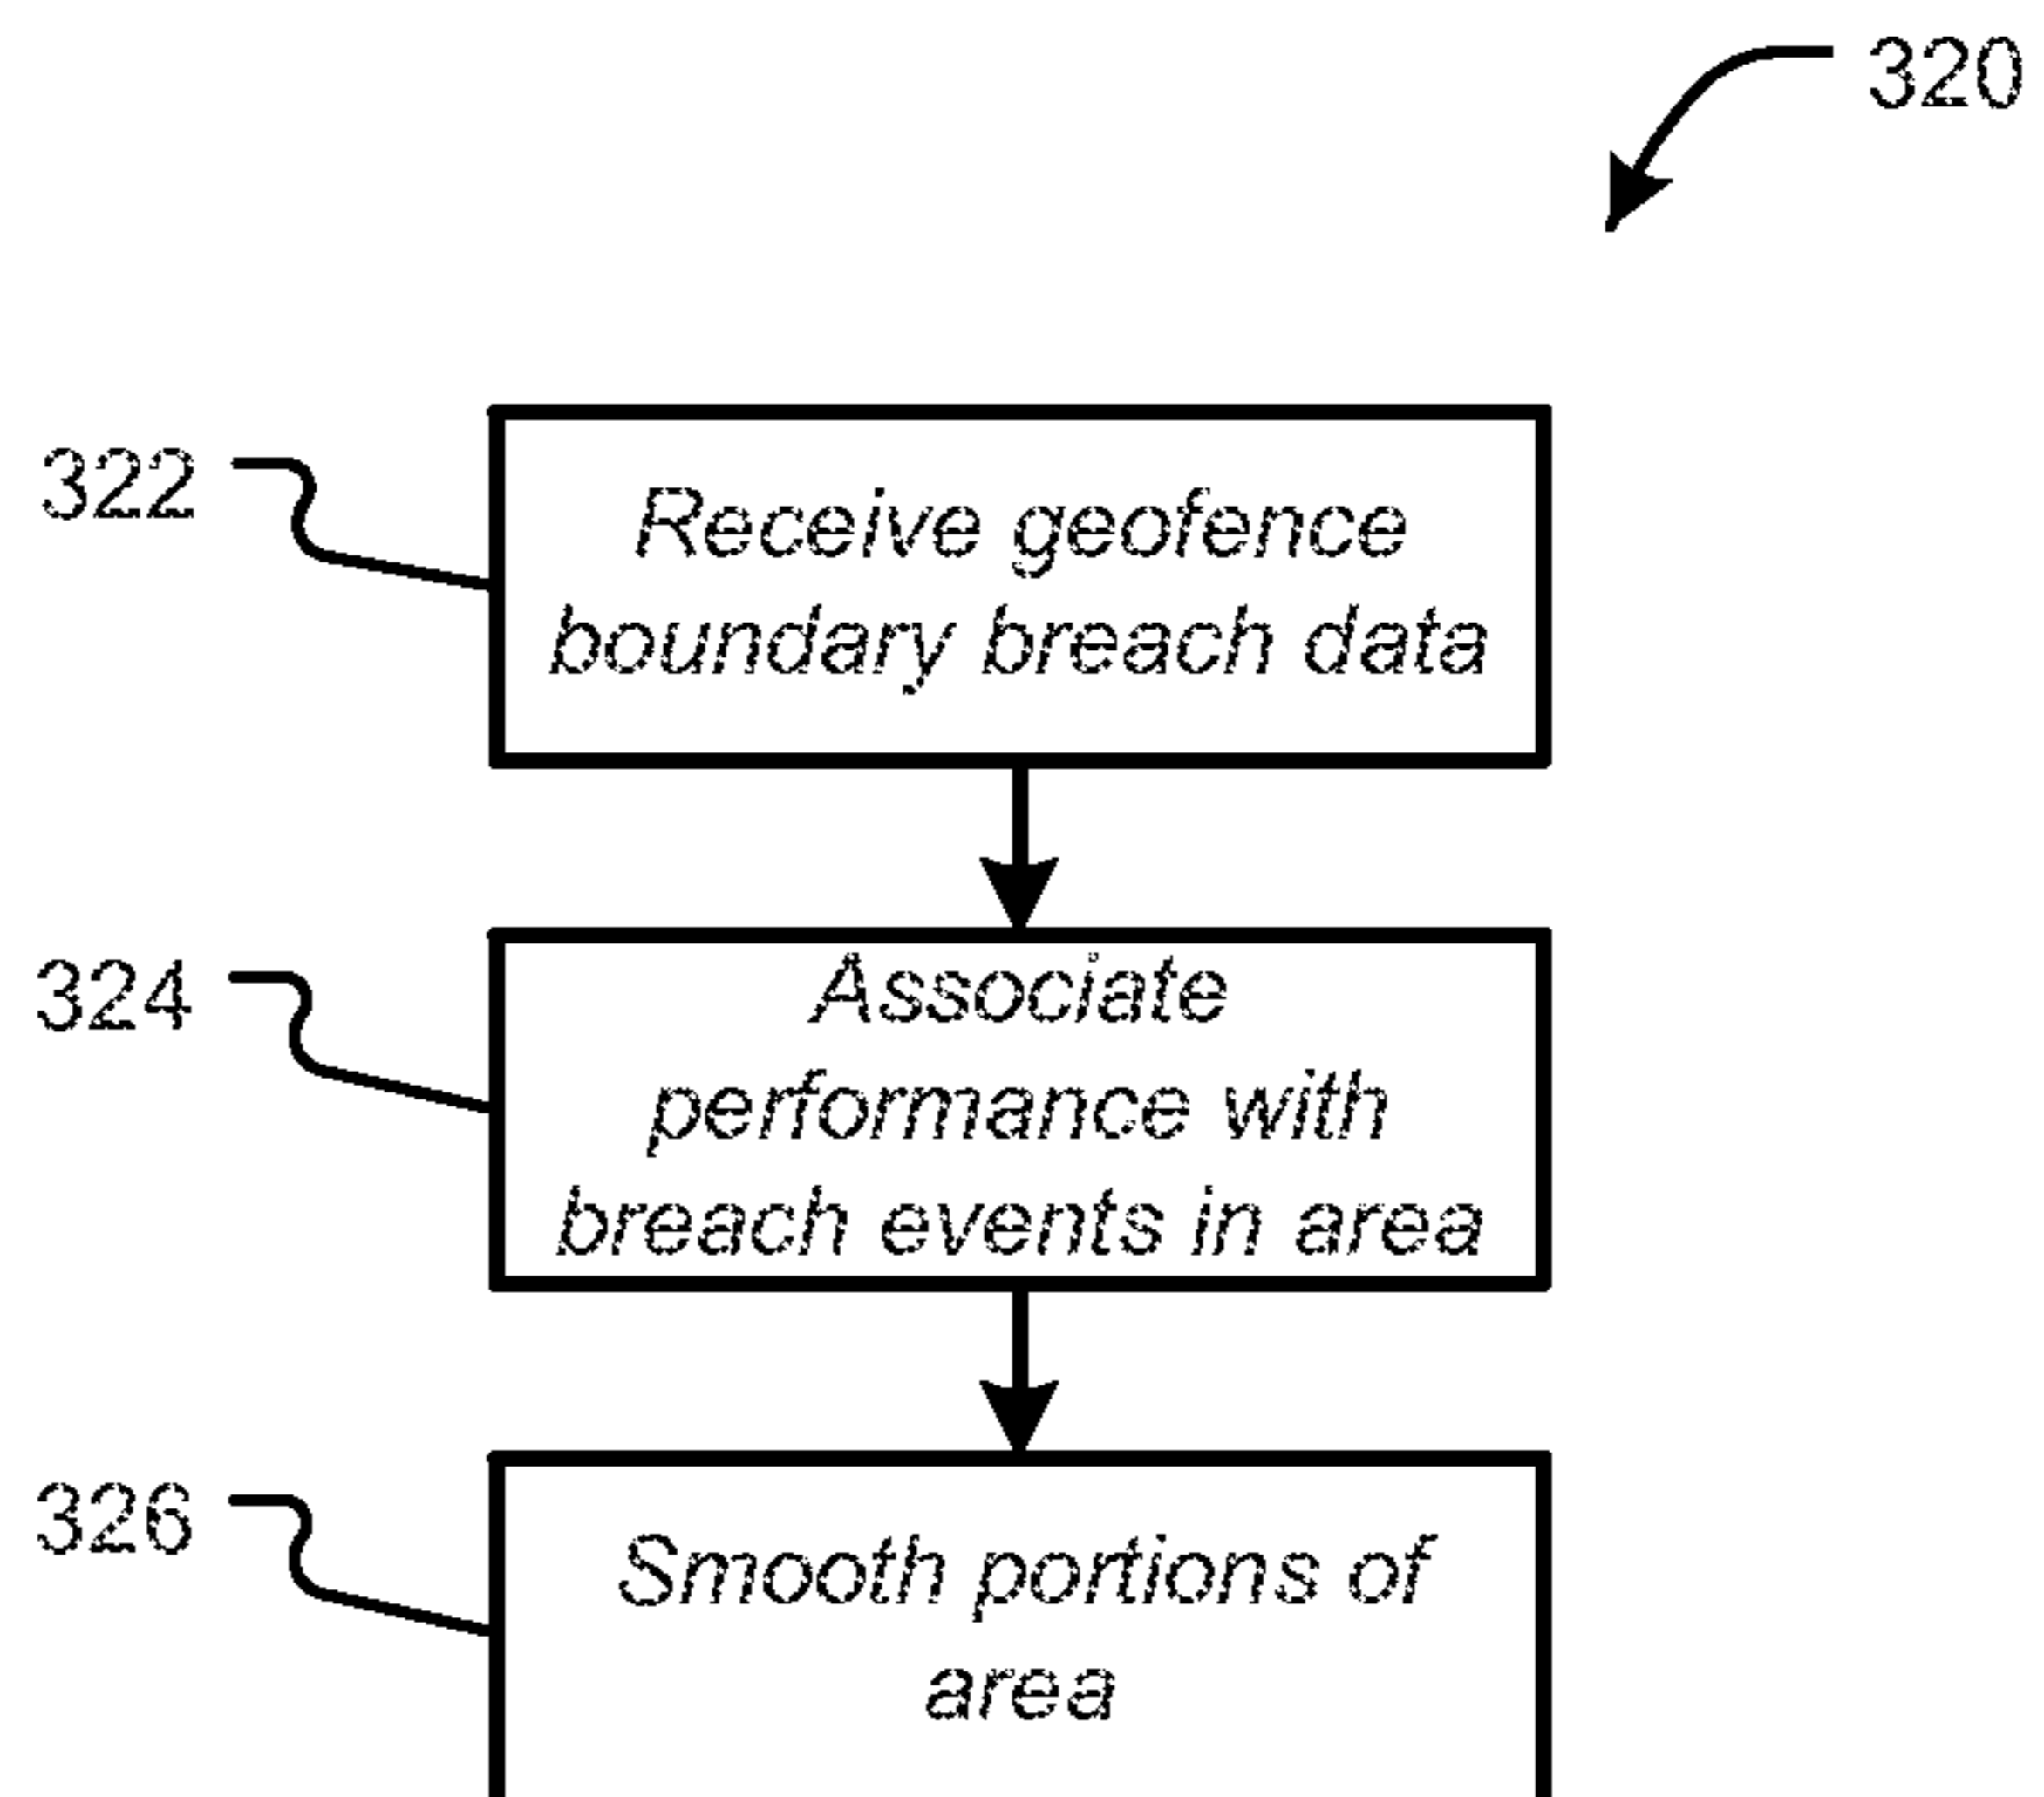 320
322
Receive geofence
boundary breach data
324
Associate
performance with
breach events in area
326
Smooth portions of
area